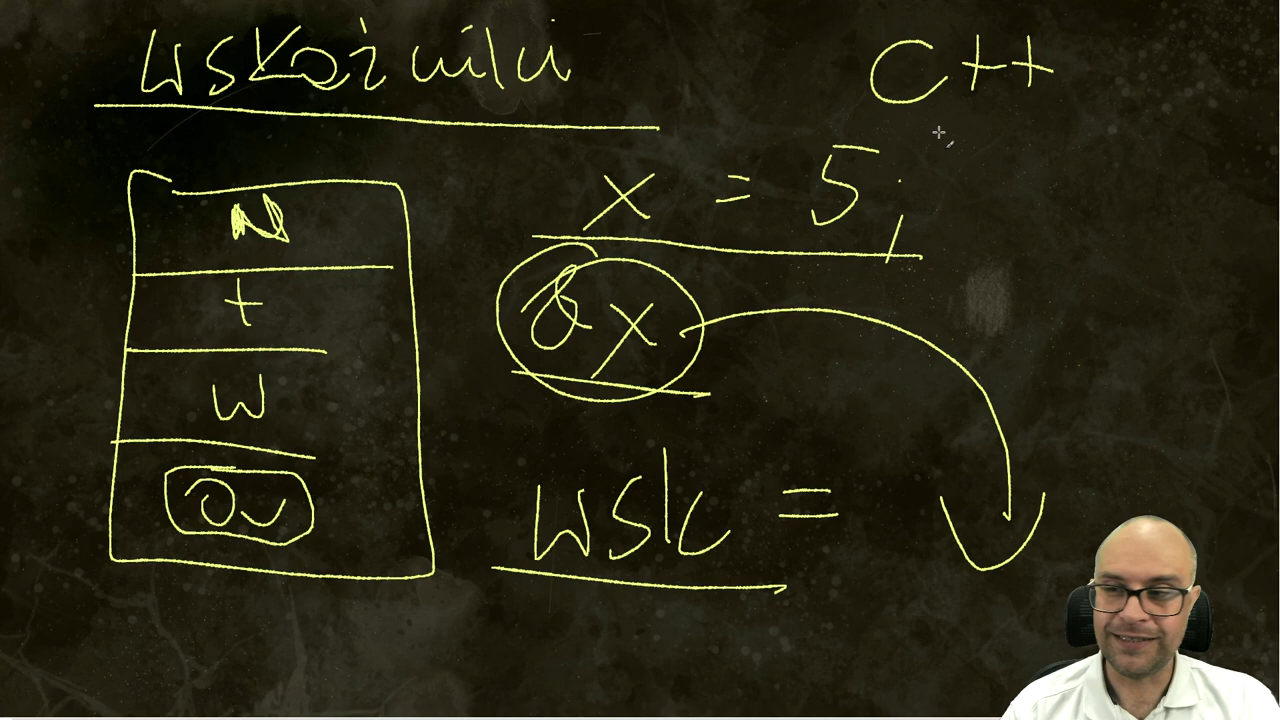 wskaźniki
C++
N
t
w
x = 5;
&x
wsk =